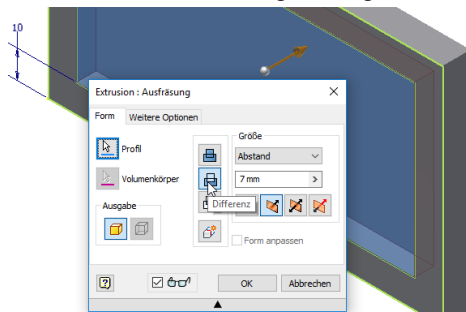 10
Extrusion : Ausfräsung
Form
Weitere Optionen
Profil
Volumenkörper
Ausgabe
Größe
Abstand
7 mm
Differenz
Form anpassen
OK
Abbrechen